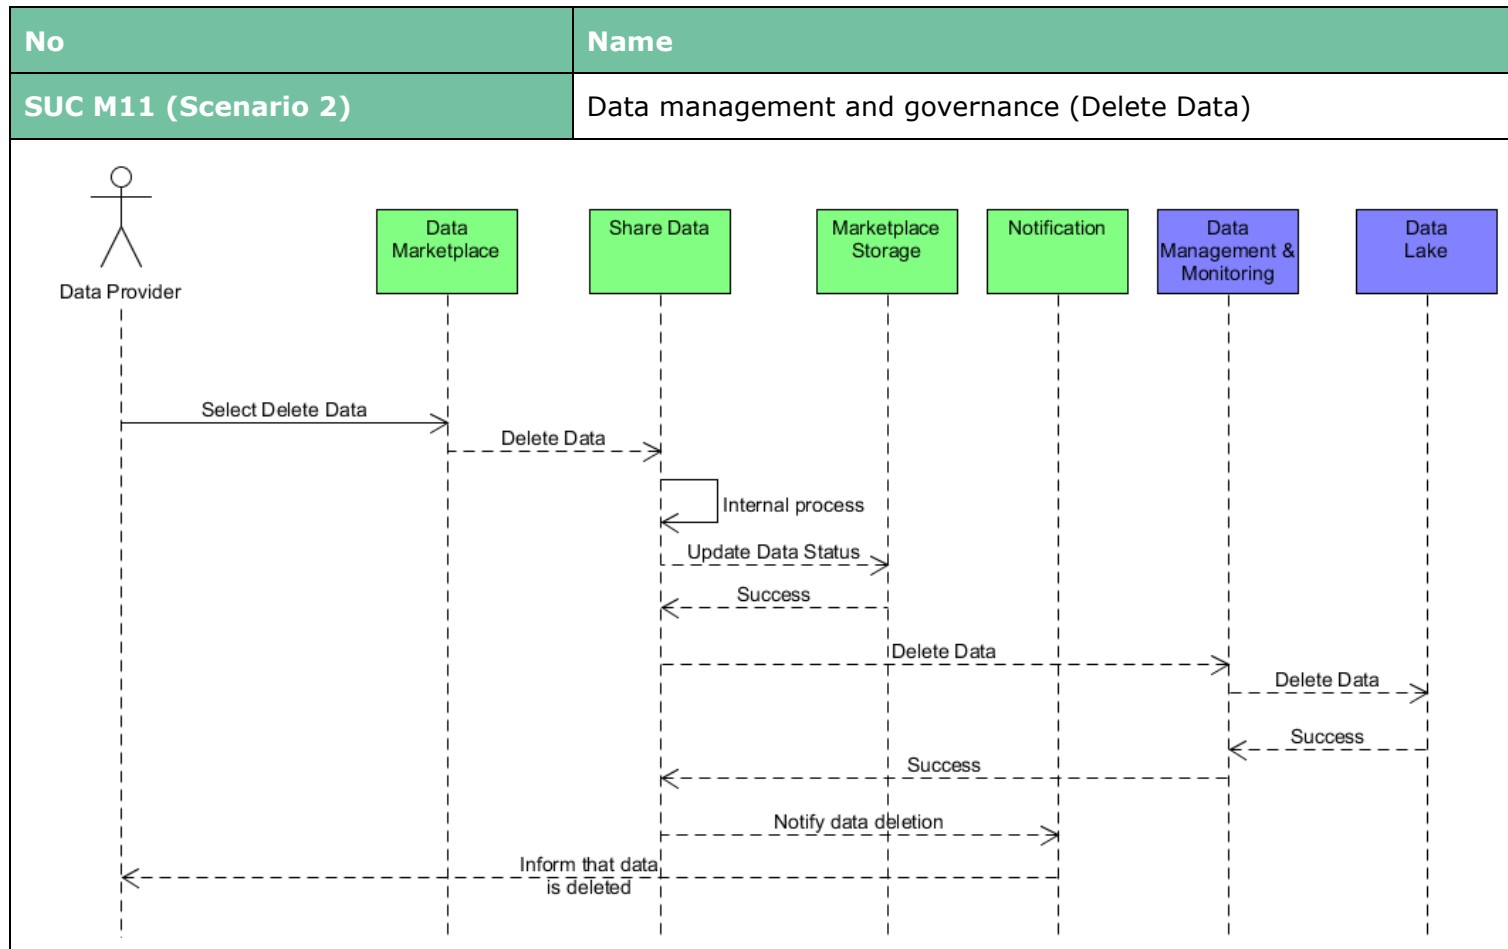 No
Name
SUC M11 (Scenario 2)
Data management and governance (Delete Data)
Data Provider
Data
Marketplace
Share Data
Marketplace
Storage
Notification
Data
Management &
Monitoring
Data
Lake
Select Delete Data
Delete Data
Internal process
Update Data Status
Success
Delete Data
Delete Data
Success
Success
Notify data deletion
Inform that data
is deleted